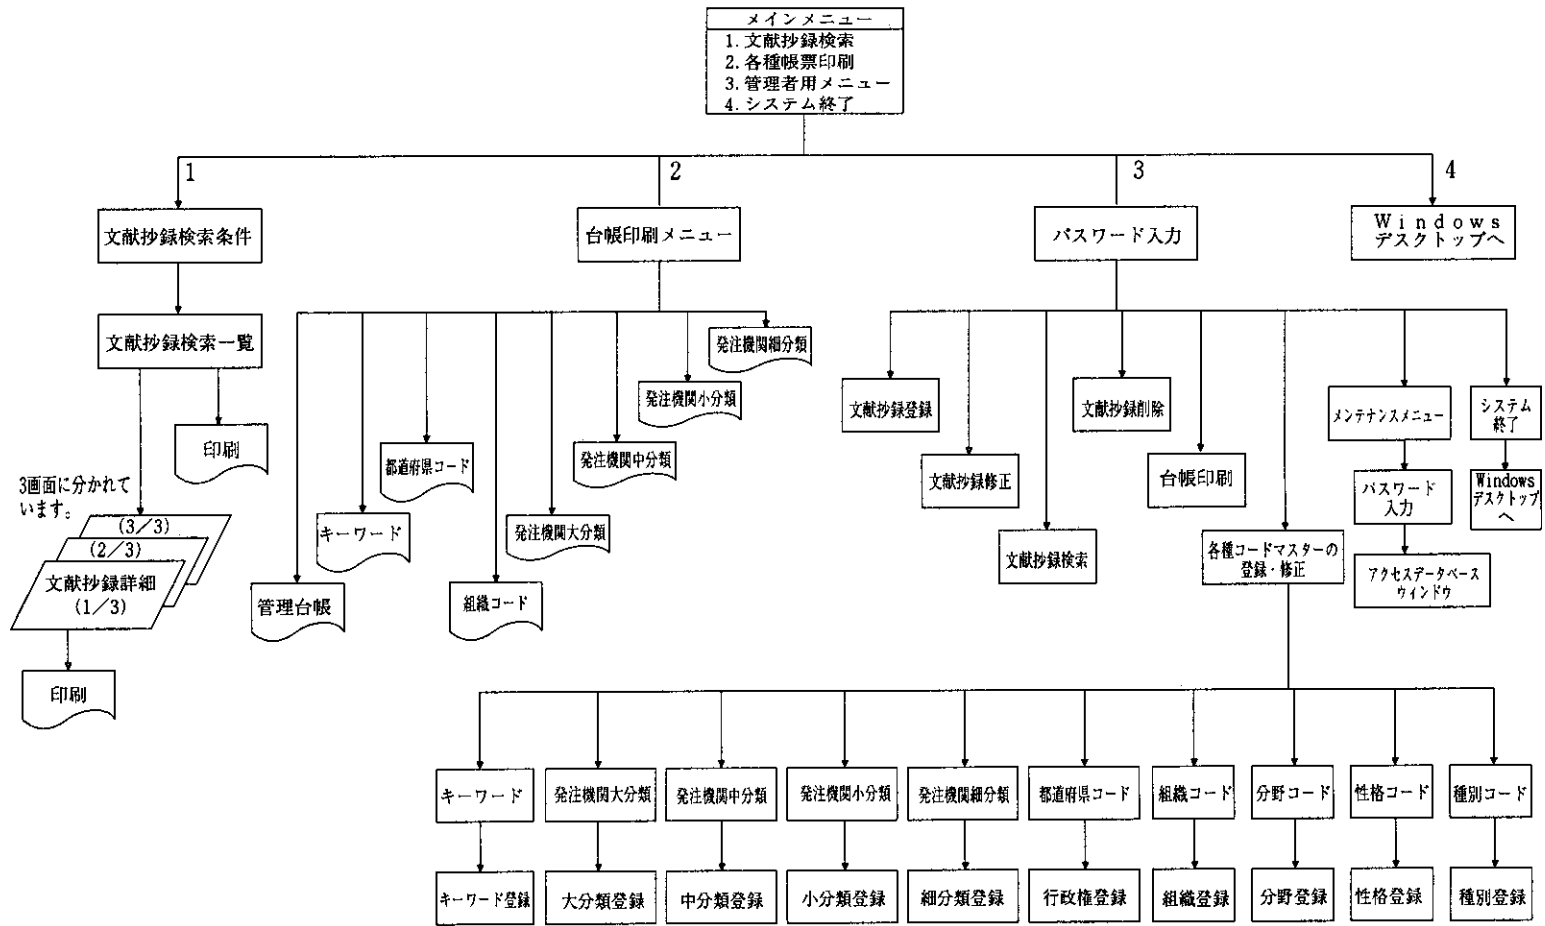 メインメニュー
1. 文献抄録検索
2. 各種帳票印刷
3. 管理者用メニュー
4. システム終了
1
2
3
4
文献抄録検索条件
台帳印刷メニュー
パスワード入力
Windows
デスクトップへ
文献抄録検索一覧
印刷
3画面に分かれて
います。
(3/3)
(2/3)
文献抄録詳細
(1/3)
印刷
管理台帳
キーワード
都道府県コード
組織コード
発注機関大分類
発注機関中分類
発注機関小分類
発注機関細分類
文献抄録登録
文献抄録修正
文献抄録検索
文献抄録削除
台帳印刷
各種コードマスターの
登録・修正
メンテナンスメニュー
パスワード
入力
アクセスデータベース
ウィンドウ
システム
終了
Windows
デスクトップ
へ
キーワード
発注機関大分類
発注機関中分類
発注機関小分類
発注機関細分類
都道府県コード
組織コード
分野コード
性格コード
種別コード
キーワード登録
大分類登録
中分類登録
小分類登録
細分類登録
行政権登録
組織登録
分野登録
性格登録
種別登録